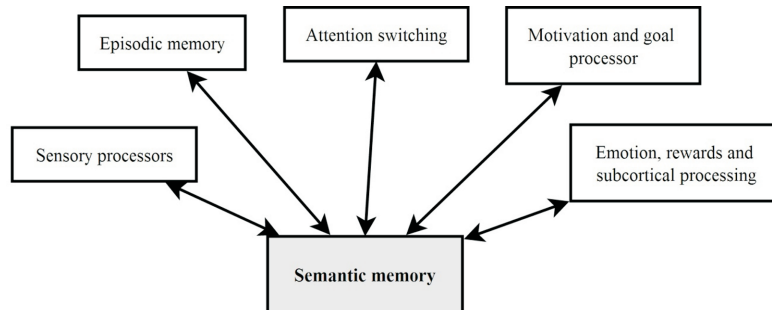 Episodic memory
Attention switching
Motivation and goal
processor
Sensory processors
Emotion, rewards and
subcortical processing
Semantic memory